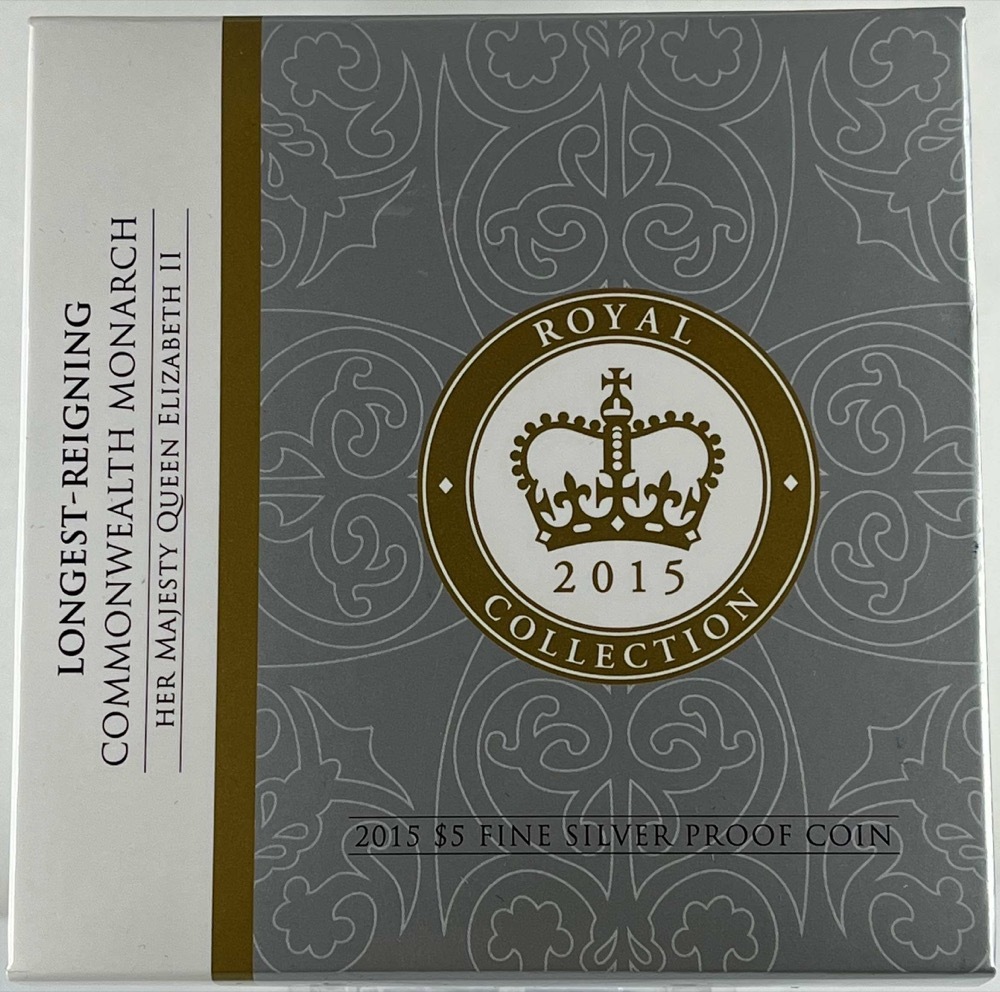 LONGEST-REIGNING
COMMONWEALTH MONARCH
HER MAJESTY QUEEN ELIZABETH II
ROYAL
2015
COLLECTION
2015 $5 FINE SILVER PROOF COIN